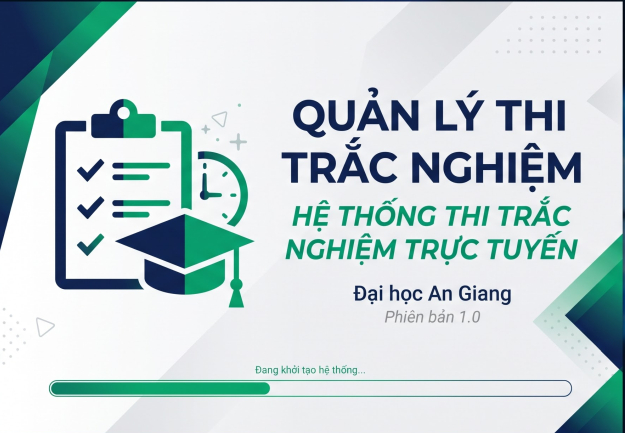 QUẢN LÝ THI
TRẮC NGHIỆM
HỆ THỐNG THI TRẮC
NGHIỆM TRỰC TUYẾN
Đại học An Giang
Phiên bản 1.0
Đang khởi tạo hệ thống...